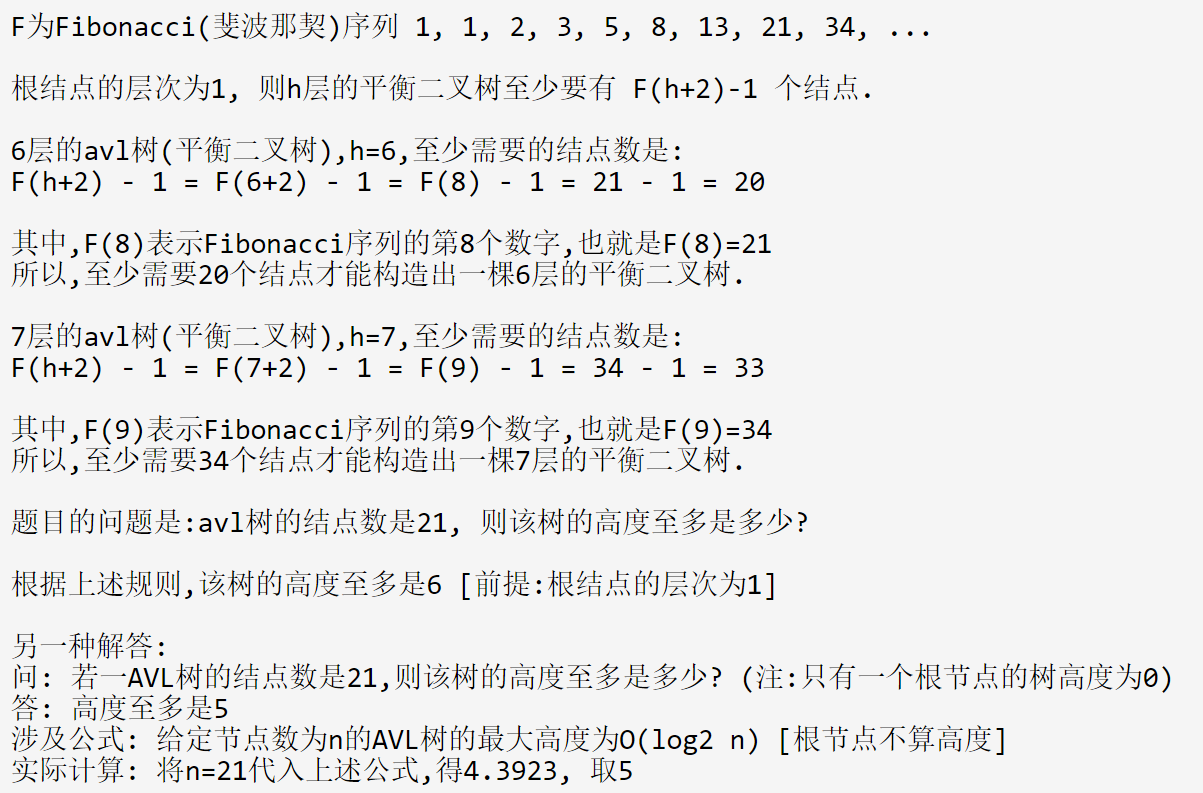 F为Fibonacci(斐波那契)序列 1, 1, 2, 3, 5, 8, 13, 21, 34, ...
根结点的层次为1, 则h层的平衡二叉树至少要有 F(h+2)-1 个结点.
6层的avl树(平衡二叉树),h=6,至少需要的结点数是:
F(h+2) - 1 = F(6+2) - 1 = F(8) - 1 = 21 - 1 = 20
其中,F(8)表示Fibonacci序列的第8个数字,也就是F(8)=21
所以,至少需要20个结点才能构造出一棵6层的平衡二叉树.
7层的avl树(平衡二叉树),h=7,至少需要的结点数是:
F(h+2) - 1 = F(7+2) - 1 = F(9) - 1 = 34 - 1 = 33
其中,F(9)表示Fibonacci序列的第9个数字,也就是F(9)=34
所以,至少需要34个结点才能构造出一棵7层的平衡二叉树.
题目的问题是:avl树的结点数是21, 则该树的高度至多是多少?
根据上述规则,该树的高度至多是6 [前提:根结点的层次为1]
另一种解答:
问: 若一AVL树的结点数是21,则该树的高度至多是多少? (注:只有一个根节点的树高度为0)
答: 高度至多是5
涉及公式: 给定节点数为n的AVL树的最大高度为O(log2 n) [根节点不算高度]
实际计算: 将n=21代入上述公式,得4.3923, 取5